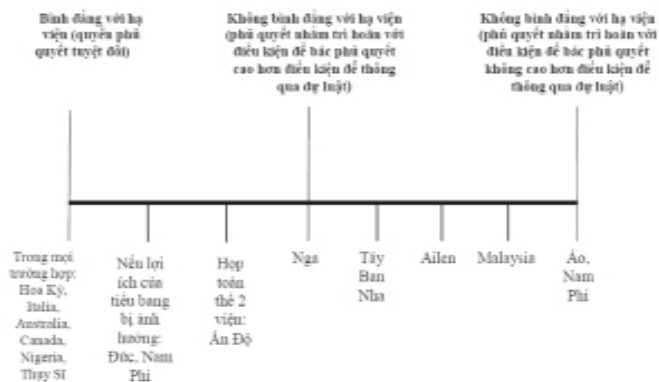 Bình đẳng với hạ
viện (quyền phủ
quyết tuyệt đối)
Không bình đẳng với hạ viện
(phủ quyết nhằm trì hoãn với
điều kiện để bác phủ quyết
cao hơn điều kiện để thông
qua dự luật)
Không bình đẳng với hạ viện
(phủ quyết nhằm trì hoãn với
điều kiện để bác phủ quyết
không cao hơn điều kiện để
thông qua dự luật)
Trong mọi
trường hợp:
Hoa Kỳ,
Italia,
Australia,
Canada,
Nigeria,
Thụy Sĩ
Nếu lợi
ích của
tiểu bang
bị ảnh
hưởng:
Đức, Nam
Phi
Họp
toàn
thể 2
viện:
Ấn Độ
Nga
Tây
Ban
Nha
Ailen
Malaysia
Áo,
Nam
Phi